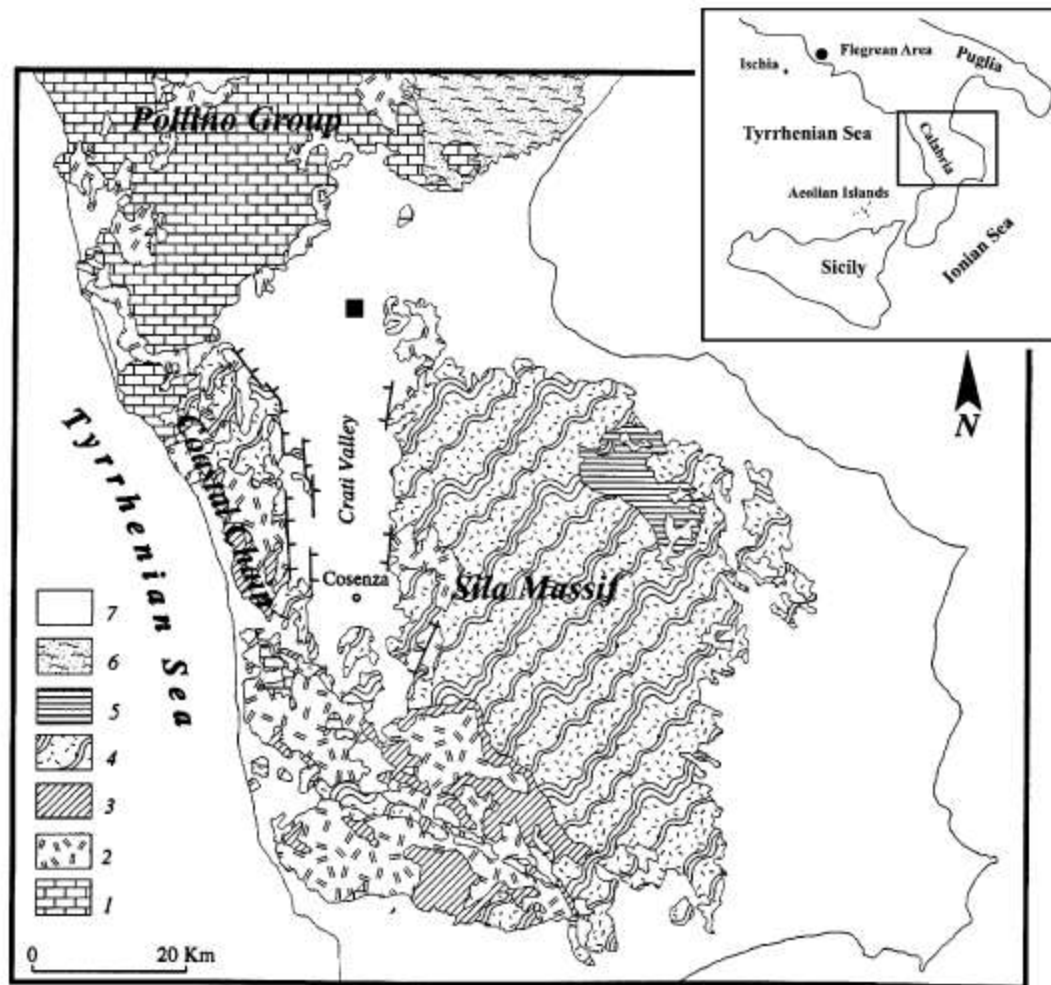 Flegrean Area
Puglia
Ischia
Tyrrhenian Sea
Calabria
Aeolian Islands
Ionian Sea
Sicily
Pollino Group
N
Coastal Chain
Crati Valley
Tyrrhenian Sea
Cosenza
Sila Massif
7
6
5
4
3
2
1
0 20 Km